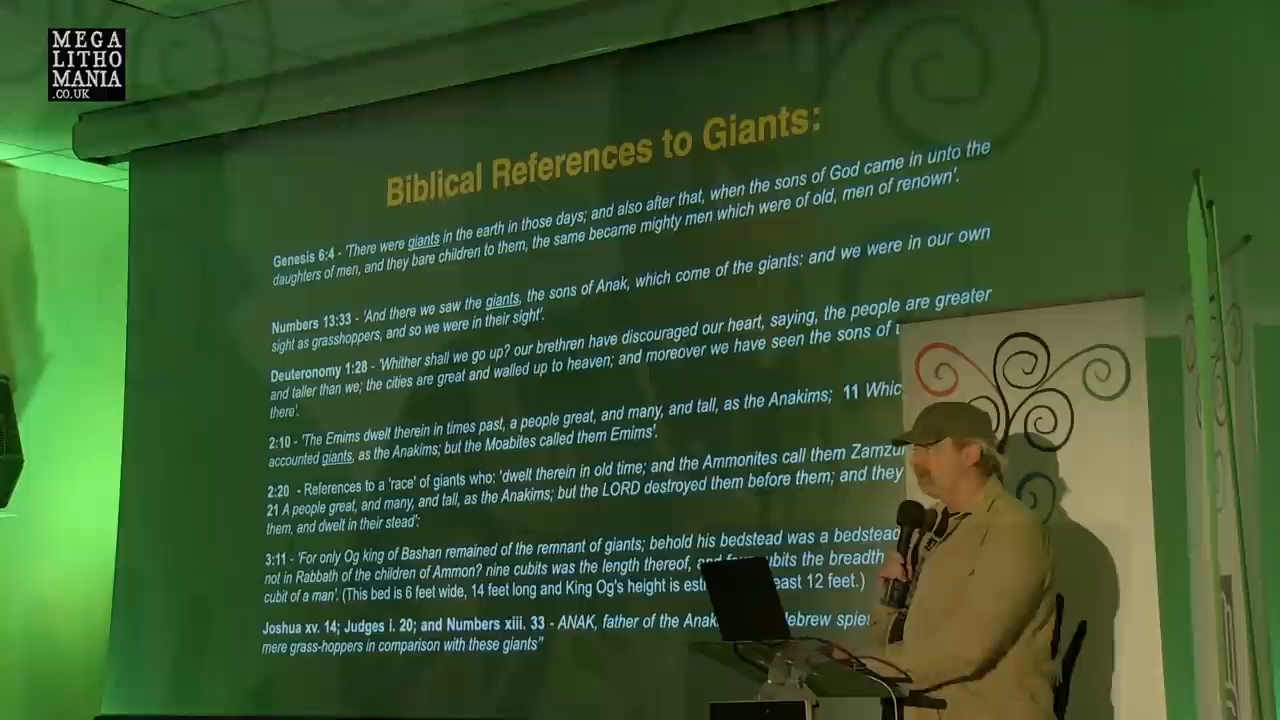 MEGA
LITHO
MANIA
.CO.UK
Biblical References to Giants:
Genesis 6:4 - 'There were giants in the earth in those days; and also after that, when the sons of God came in unto the
daughters of men, and they bare children to them, the same became mighty men which were of old, men of renown'.
Numbers 13:33 - 'And there we saw the giants, the sons of Anak, which come of the giants: and we were in our own
sight as grasshoppers, and so we were in their sight'.
Deuteronomy 1:28 - 'Whither shall we go up? our brethren have discouraged our heart, saying, the people are greater
and taller than we; the cities are great and walled up to heaven; and moreover we have seen the sons of
there'.
2:10 - 'The Emims dwelt therein in times past, a people great, and many, and tall, as the Anakims; 11 Whic
accounted giants, as the Anakims; but the Moabites called them Emims'.
2:20 - References to a 'race' of giants who: 'dwelt therein in old time; and the Ammonites call them Zamzu
21 A people great, and many, and tall, as the Anakims; but the LORD destroyed them before them; and they
them, and dwelt in their stead':
3:11 - 'For only Og king of Bashan remained of the remnant of giants; behold his bedstead was a bedstead
not in Rabbath of the children of Ammon? nine cubits was the length thereof, and four cubits the breadth
cubit of a man'. (This bed is 6 feet wide, 14 feet long and King Og's height is est east 12 feet.)
Joshua xv. 14; Judges i. 20; and Numbers xiii. 33 - ANAK, father of the Anak ebrew spie
mere grass-hoppers in comparison with these giants"